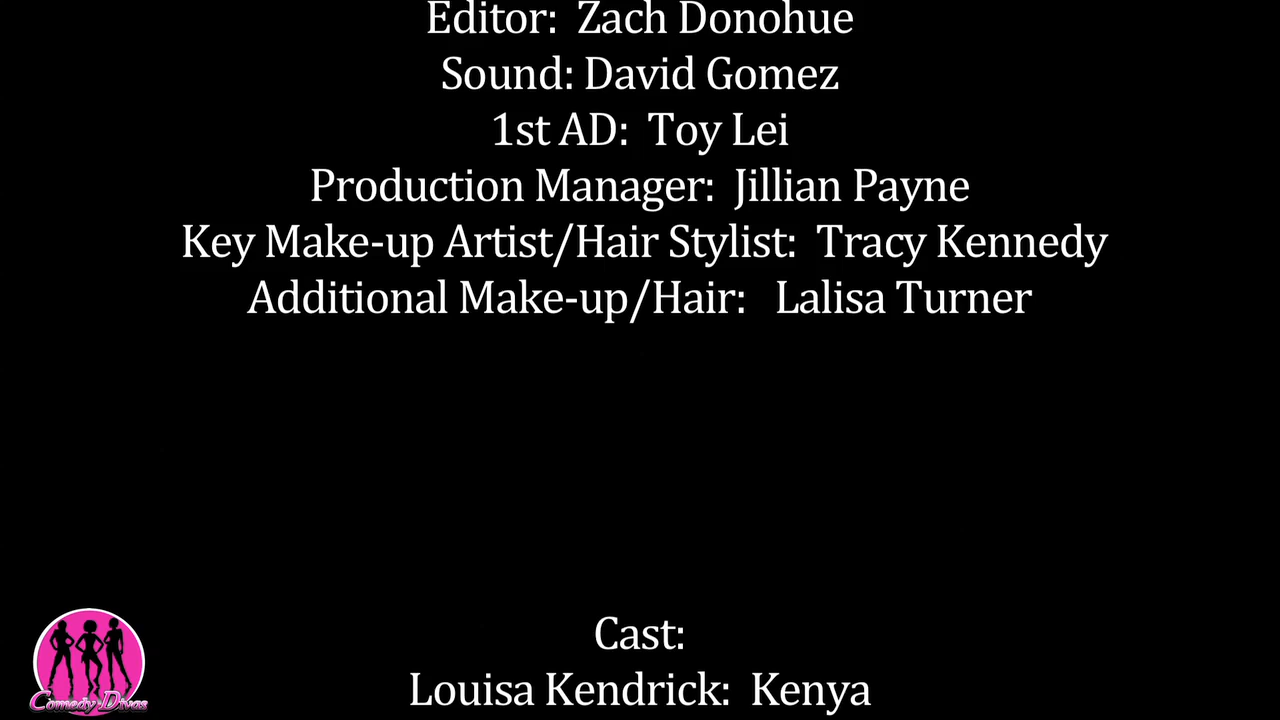 Editor:  Zach Donohue
Sound: David Gomez
1st AD:  Toy Lei
Production Manager:  Jillian Payne
Key Make-up Artist/Hair Stylist:  Tracy Kennedy
Additional Make-up/Hair:   Lalisa Turner
Cast:
Louisa Kendrick:  Kenya
Comedy Divas